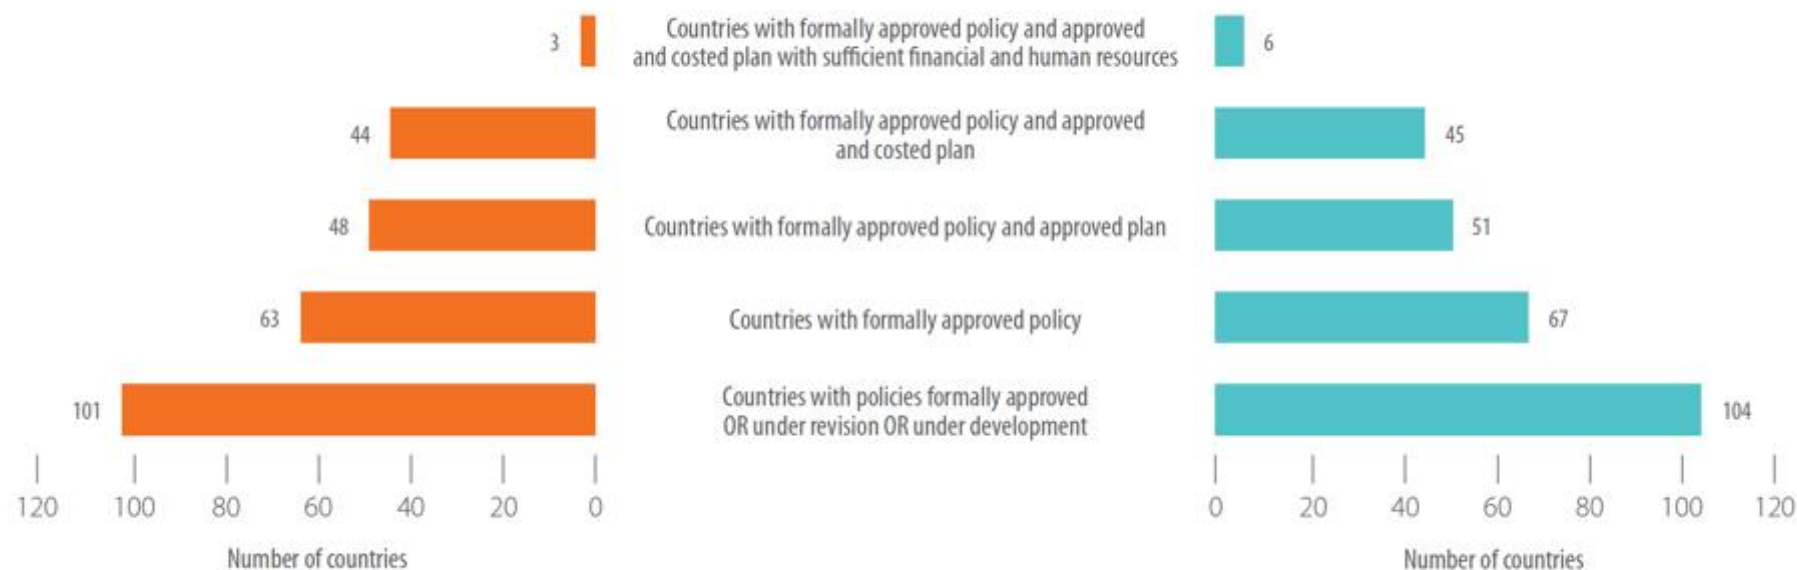 3
Countries with formally approved policy and approved
and costed plan with sufficient financial and human resources
6
44
Countries with formally approved policy and approved
and costed plan
45
48
Countries with formally approved policy and approved plan
51
63
Countries with formally approved policy
67
101
Countries with policies formally approved
OR under revision OR under development
104
120 100 80 60 40 20 0
0 20 40 60 80 100 120
Number of countries
Number of countries